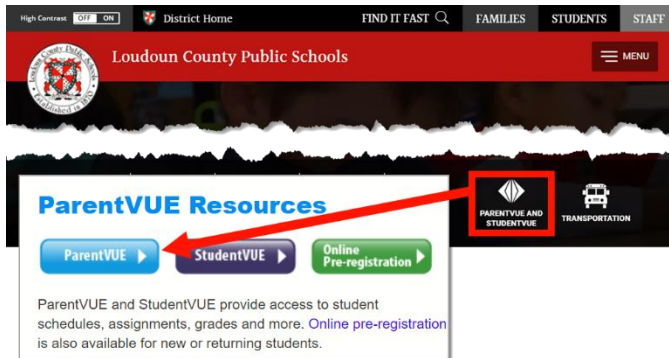 High Contrast OFF ON District Home FIND IT FAST FAMILIES STUDENTS STAFF
Loudoun County Public Schools
MENU
ParentVUE Resources
PARENTVUE AND
STUDENTVUE
TRANSPORTATION
ParentVUE
StudentVUE
Online
Pre-registration
ParentVUE and StudentVUE provide access to student
schedules, assignments, grades and more. Online pre-registration
is also available for new or returning students.